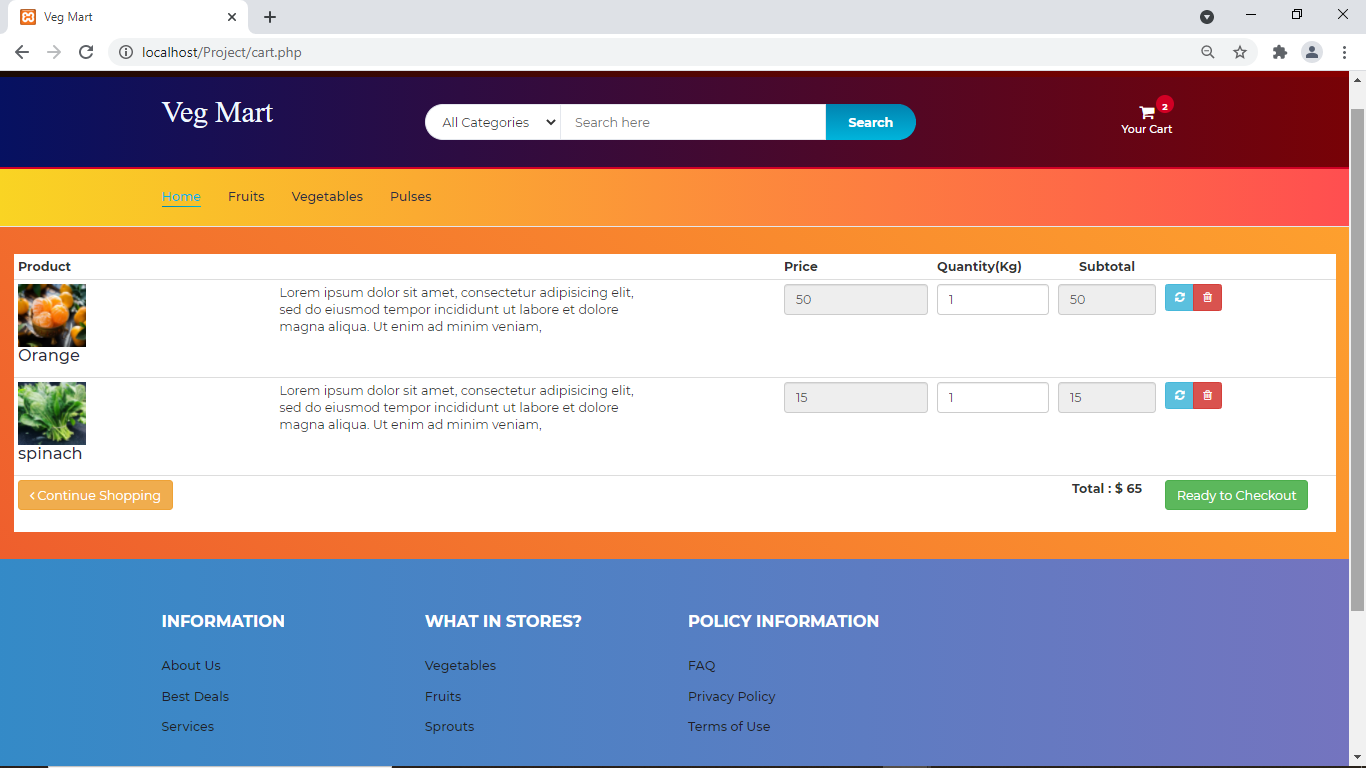 Veg Mart
localhost/Project/cart.php
Veg Mart
All Categories
Search here
Search
2
Your Cart
Home Fruits Vegetables Pulses
Product Price Quantity(Kg) Subtotal
Lorem ipsum dolor sit amet, consectetur adipisicing elit,
sed do eiusmod tempor incididunt ut labore et dolore
magna aliqua. Ut enim ad minim veniam,
50 1 50
Orange
Lorem ipsum dolor sit amet, consectetur adipisicing elit,
sed do eiusmod tempor incididunt ut labore et dolore
magna aliqua. Ut enim ad minim veniam,
15 1 15
spinach
Continue Shopping
Total : $ 65
Ready to Checkout
INFORMATION
About Us
Best Deals
Services
WHAT IN STORES?
Vegetables
Fruits
Sprouts
POLICY INFORMATION
FAQ
Privacy Policy
Terms of Use